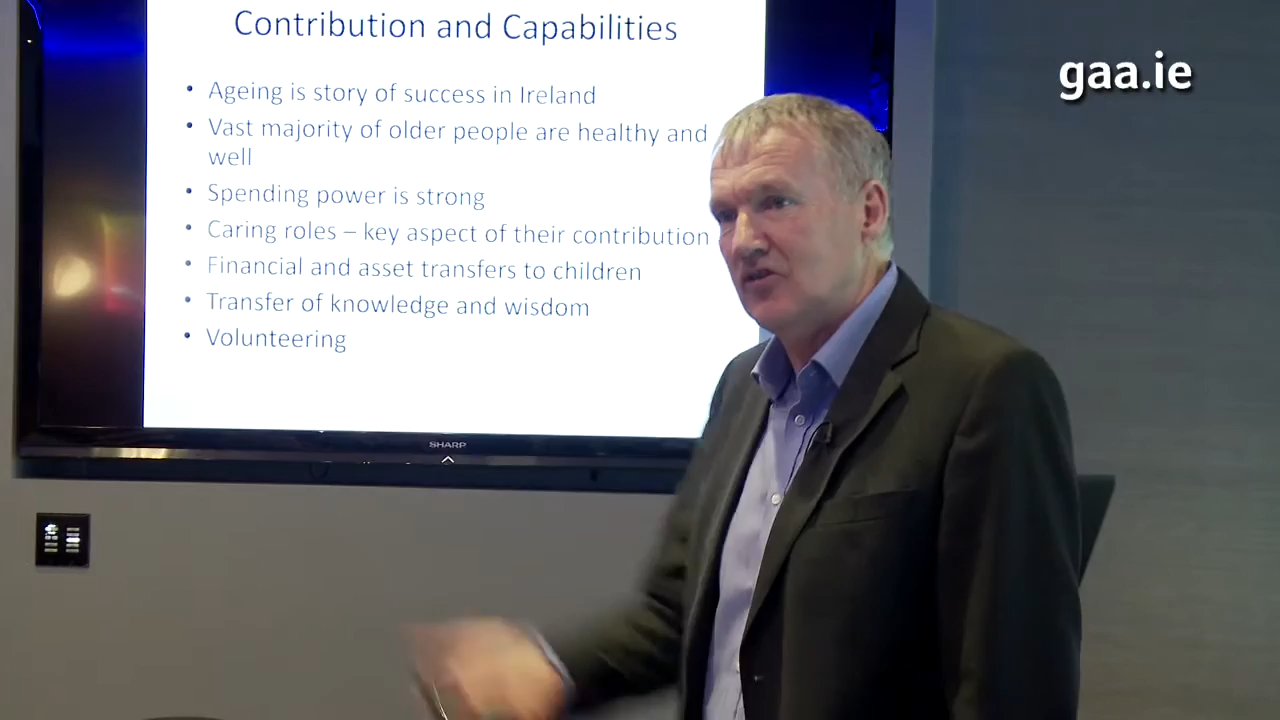 Contribution and Capabilities
gaa.ie
• Ageing is story of success in Ireland
• Vast majority of older people are healthy and
well
• Spending power is strong
• Caring roles – key aspect of their contribution
• Financial and asset transfers to children
• Transfer of knowledge and wisdom
• Volunteering
SHARP